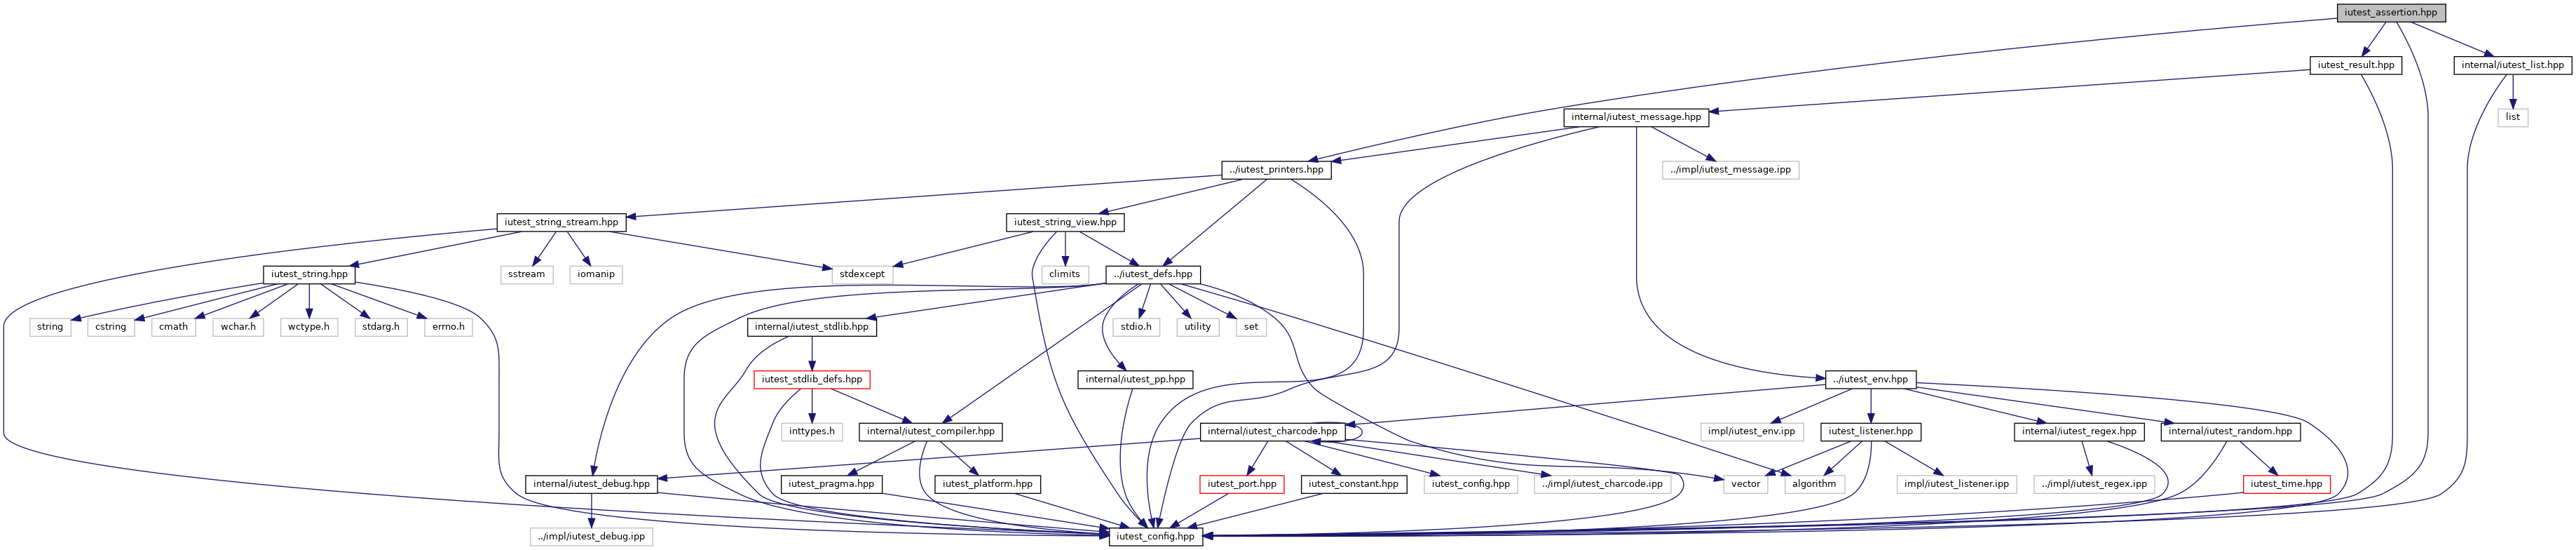 iutest_assertion.hpp
iutest_result.hpp
internal/iutest_list.hpp
internal/iutest_message.hpp
list
../iutest_printers.hpp
../impl/iutest_message.ipp
iutest_string_stream.hpp
iutest_string_view.hpp
iutest_string.hpp
sstream
iomanip
stdexcept
climits
../iutest_defs.hpp
string
cstring
cmath
wchar.h
wctype.h
stdarg.h
errno.h
internal/iutest_stdlib.hpp
stdio.h
utility
set
iutest_stdlib_defs.hpp
internal/iutest_pp.hpp
../iutest_env.hpp
inttypes.h
internal/iutest_compiler.hpp
internal/iutest_charcode.hpp
impl/iutest_env.ipp
iutest_listener.hpp
internal/iutest_regex.hpp
internal/iutest_random.hpp
internal/iutest_debug.hpp
iutest_pragma.hpp
iutest_platform.hpp
iutest_port.hpp
iutest_constant.hpp
iutest_config.hpp
../impl/iutest_charcode.ipp
vector
algorithm
impl/iutest_listener.ipp
../impl/iutest_regex.ipp
iutest_time.hpp
../impl/iutest_debug.ipp
iutest_config.hpp